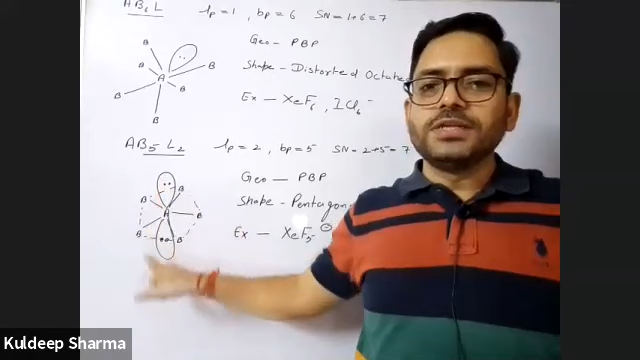 AB6L lp=1, bp=6 SN=1+6=7
Geo - PBP
Shape - Distorted
Ex - XeF6, ICl6-
AB5L2 lp=2, bp=5 SN=2+5=7
Geo - PBP
Shape - Pentagon
Ex - XeF5-
B
B
B
A
B
B
B
B
B
A
B
B
B
Kuldeep Sharma